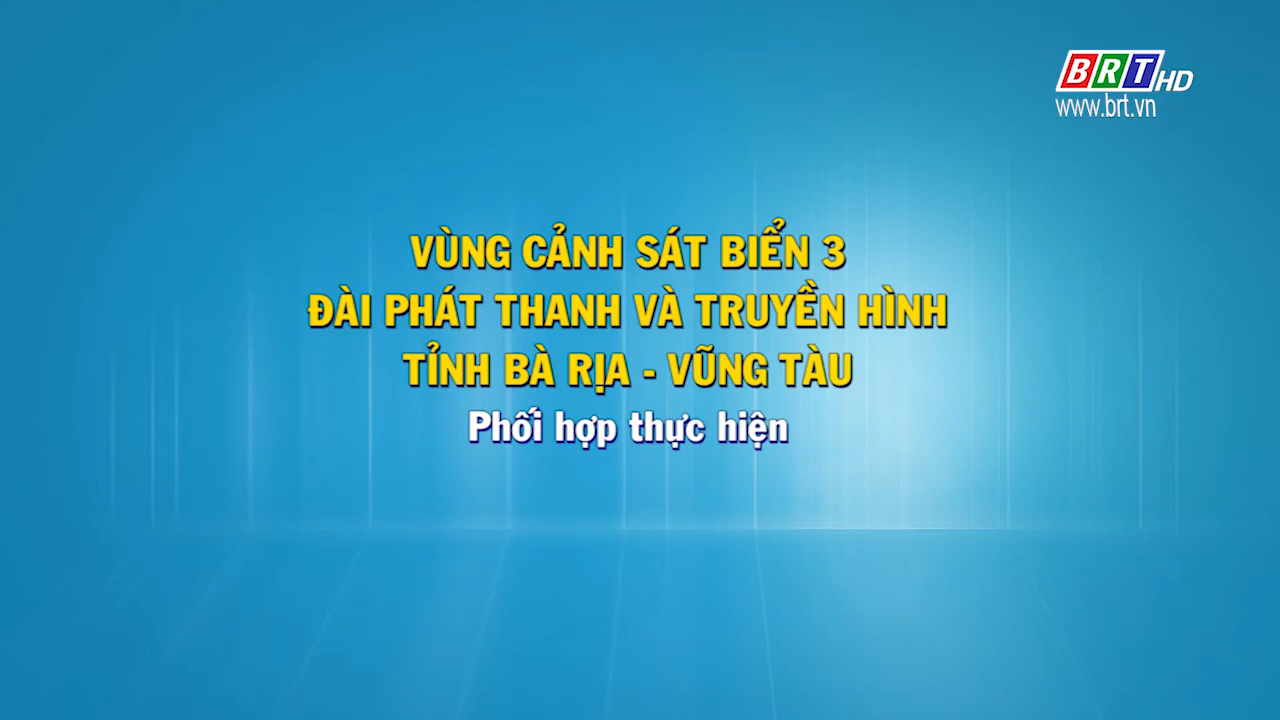 BRT HD
www.brt.vn
VÙNG CẢNH SÁT BIỂN 3
ĐÀI PHÁT THANH VÀ TRUYỀN HÌNH
TỈNH BÀ RỊA - VŨNG TÀU
Phối hợp thực hiện